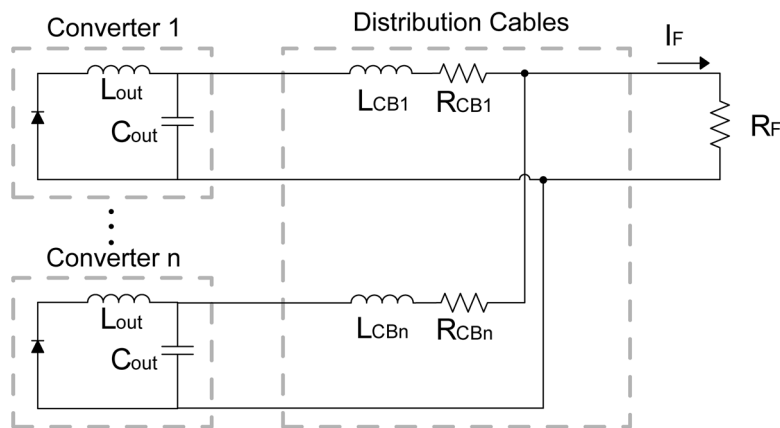 Converter 1
Distribution Cables
Lout
Cout
LCB1
RCB1
IF
RF
Converter n
Lout
Cout
LCBn
RCBn